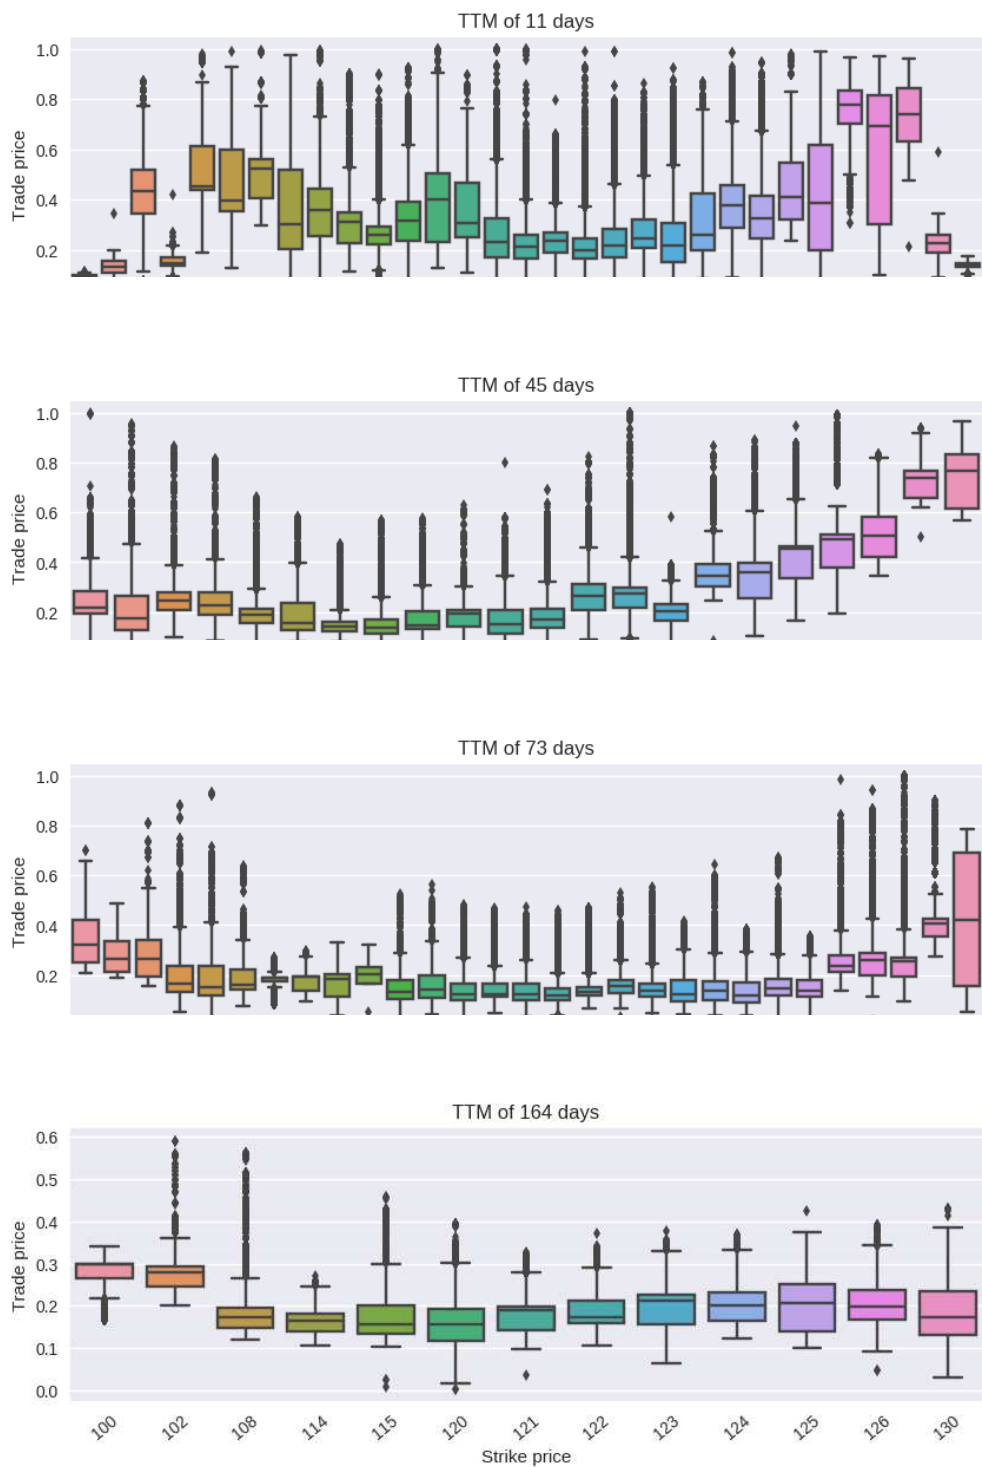 TTM of 11 days
1.0
0.8
0.6
0.4
0.2
Trade price
TTM of 45 days
1.0
0.8
0.6
0.4
0.2
Trade price
TTM of 73 days
1.0
0.8
0.6
0.4
0.2
Trade price
TTM of 164 days
0.6
0.5
0.4
0.3
0.2
0.1
0.0
Trade price
100 102 108 114 115 120 121 122 123 124 125 126 130
Strike price